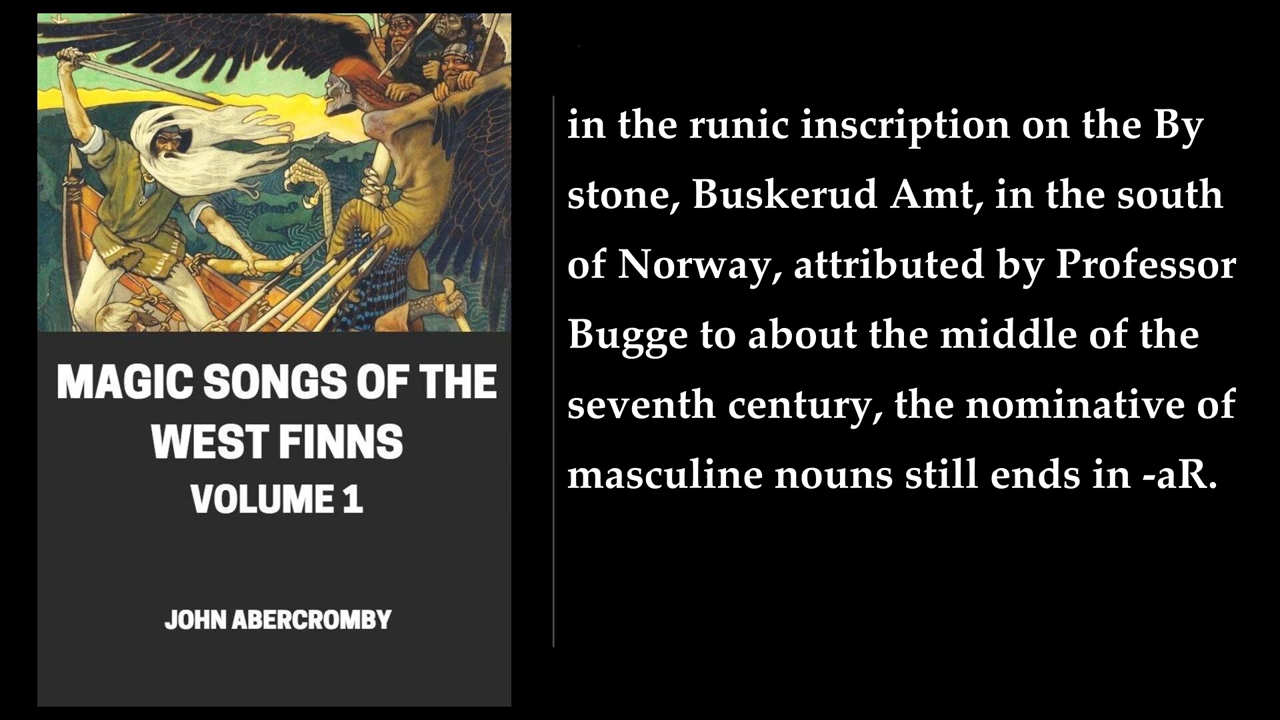 MAGIC SONGS OF THE
WEST FINNS
VOLUME 1
JOHN ABERCROMBY
in the runic inscription on the By
stone, Buskerud Amt, in the south
of Norway, attributed by Professor
Bugge to about the middle of the
seventh century, the nominative of
masculine nouns still ends in -aR.